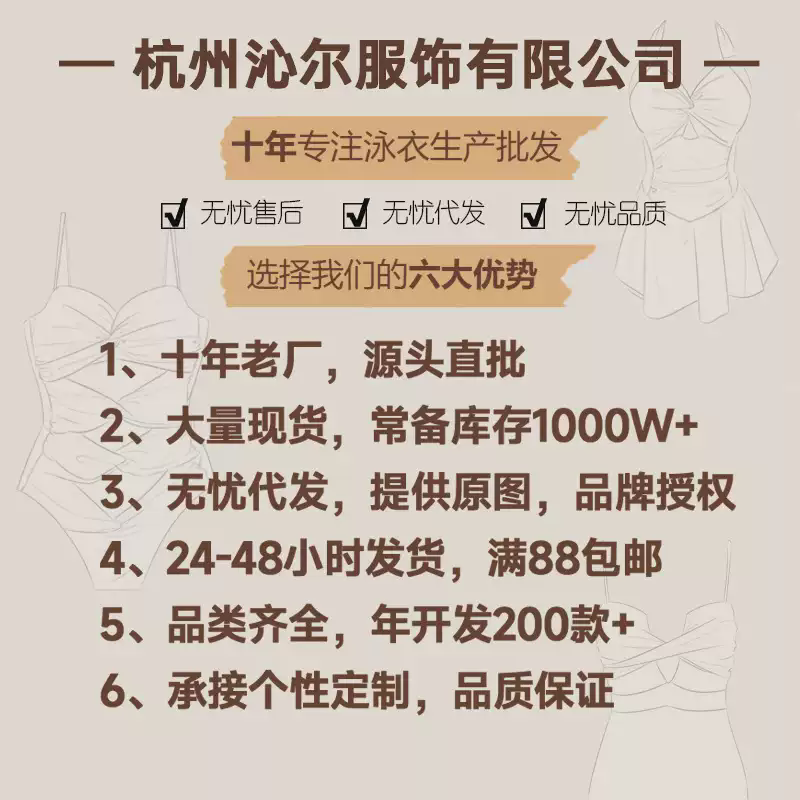 — 杭州沁尔服饰有限公司 —
十年专注泳衣生产批发
无忧售后 无忧代发 无忧品质
选择我们的六大优势
1、十年老厂，源头直批
2、大量现货，常备库存1000W+
3、无忧代发，提供原图，品牌授权
4、24-48小时发货，满88包邮
5、品类齐全，年开发200款+
6、承接个性定制，品质保证